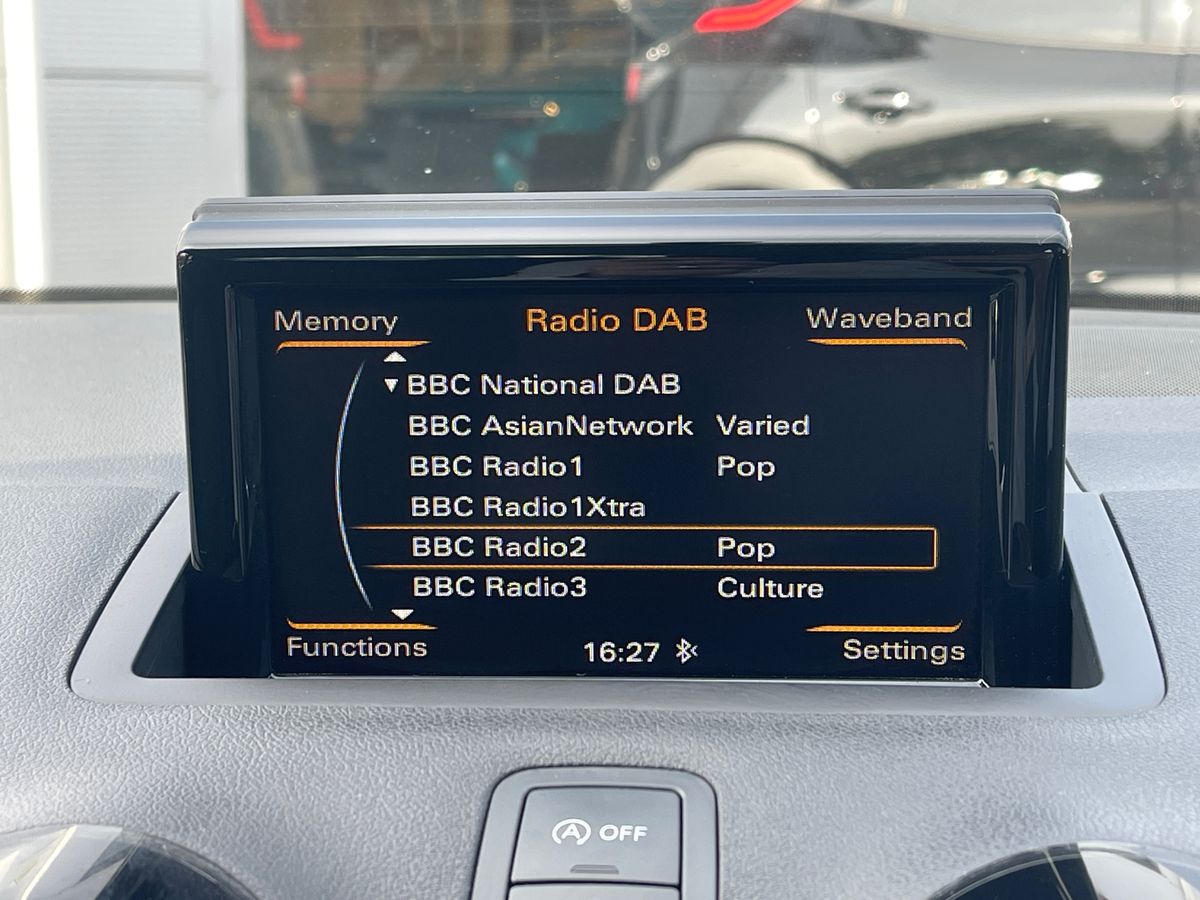 Memory Radio DAB Waveband
▼ BBC National DAB
BBC AsianNetwork Varied
BBC Radio1 Pop
BBC Radio1Xtra
BBC Radio2 Pop
BBC Radio3 Culture
Functions 16:27 Settings
A OFF